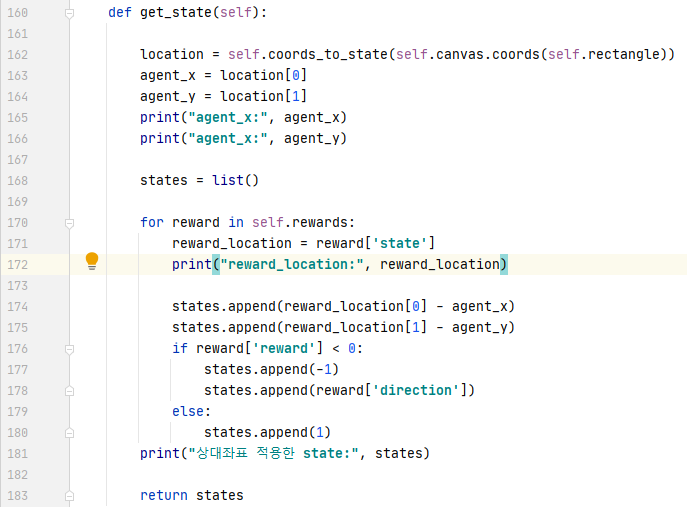 160 def get_state(self):
161
162 location = self.coords_to_state(self.canvas.coords(self.rectangle))
163 agent_x = location[0]
164 agent_y = location[1]
165 print("agent_x:", agent_x)
166 print("agent_x:", agent_y)
167
168 states = list()
169
170 for reward in self.rewards:
171 reward_location = reward['state']
172 print("reward_location:", reward_location)
173
174 states.append(reward_location[0] - agent_x)
175 states.append(reward_location[1] - agent_y)
176 if reward['reward'] < 0:
177 states.append(-1)
178 states.append(reward['direction'])
179 else:
180 states.append(1)
181 print("상대좌표 적용한 state:", states)
182
183 return states